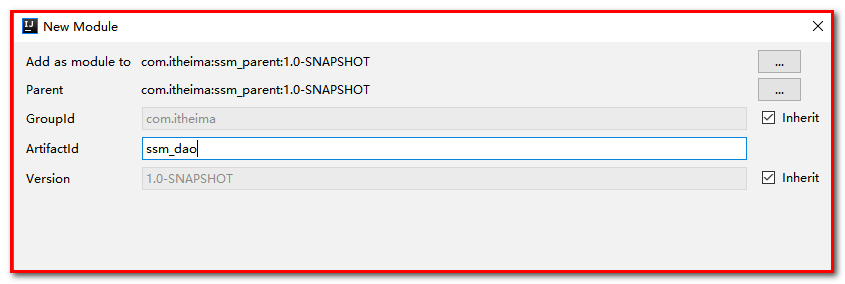 New Module
Add as module to com.itheima:ssm_parent:1.0-SNAPSHOT ...
Parent com.itheima:ssm_parent:1.0-SNAPSHOT ...
GroupId com.itheima Inherit
ArtifactId ssm_dao
Version 1.0-SNAPSHOT Inherit